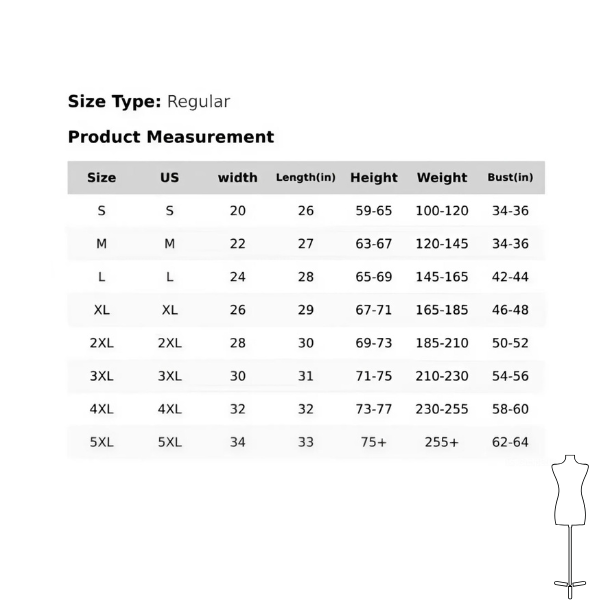 Size Type: Regular
Product Measurement
Size US width Length(in) Height Weight Bust(in)
S S 20 26 59-65 100-120 34-36
M M 22 27 63-67 120-145 34-36
L L 24 28 65-69 145-165 42-44
XL XL 26 29 67-71 165-185 46-48
2XL 2XL 28 30 69-73 185-210 50-52
3XL 3XL 30 31 71-75 210-230 54-56
4XL 4XL 32 32 73-77 230-255 58-60
5XL 5XL 34 33 75+ 255+ 62-64